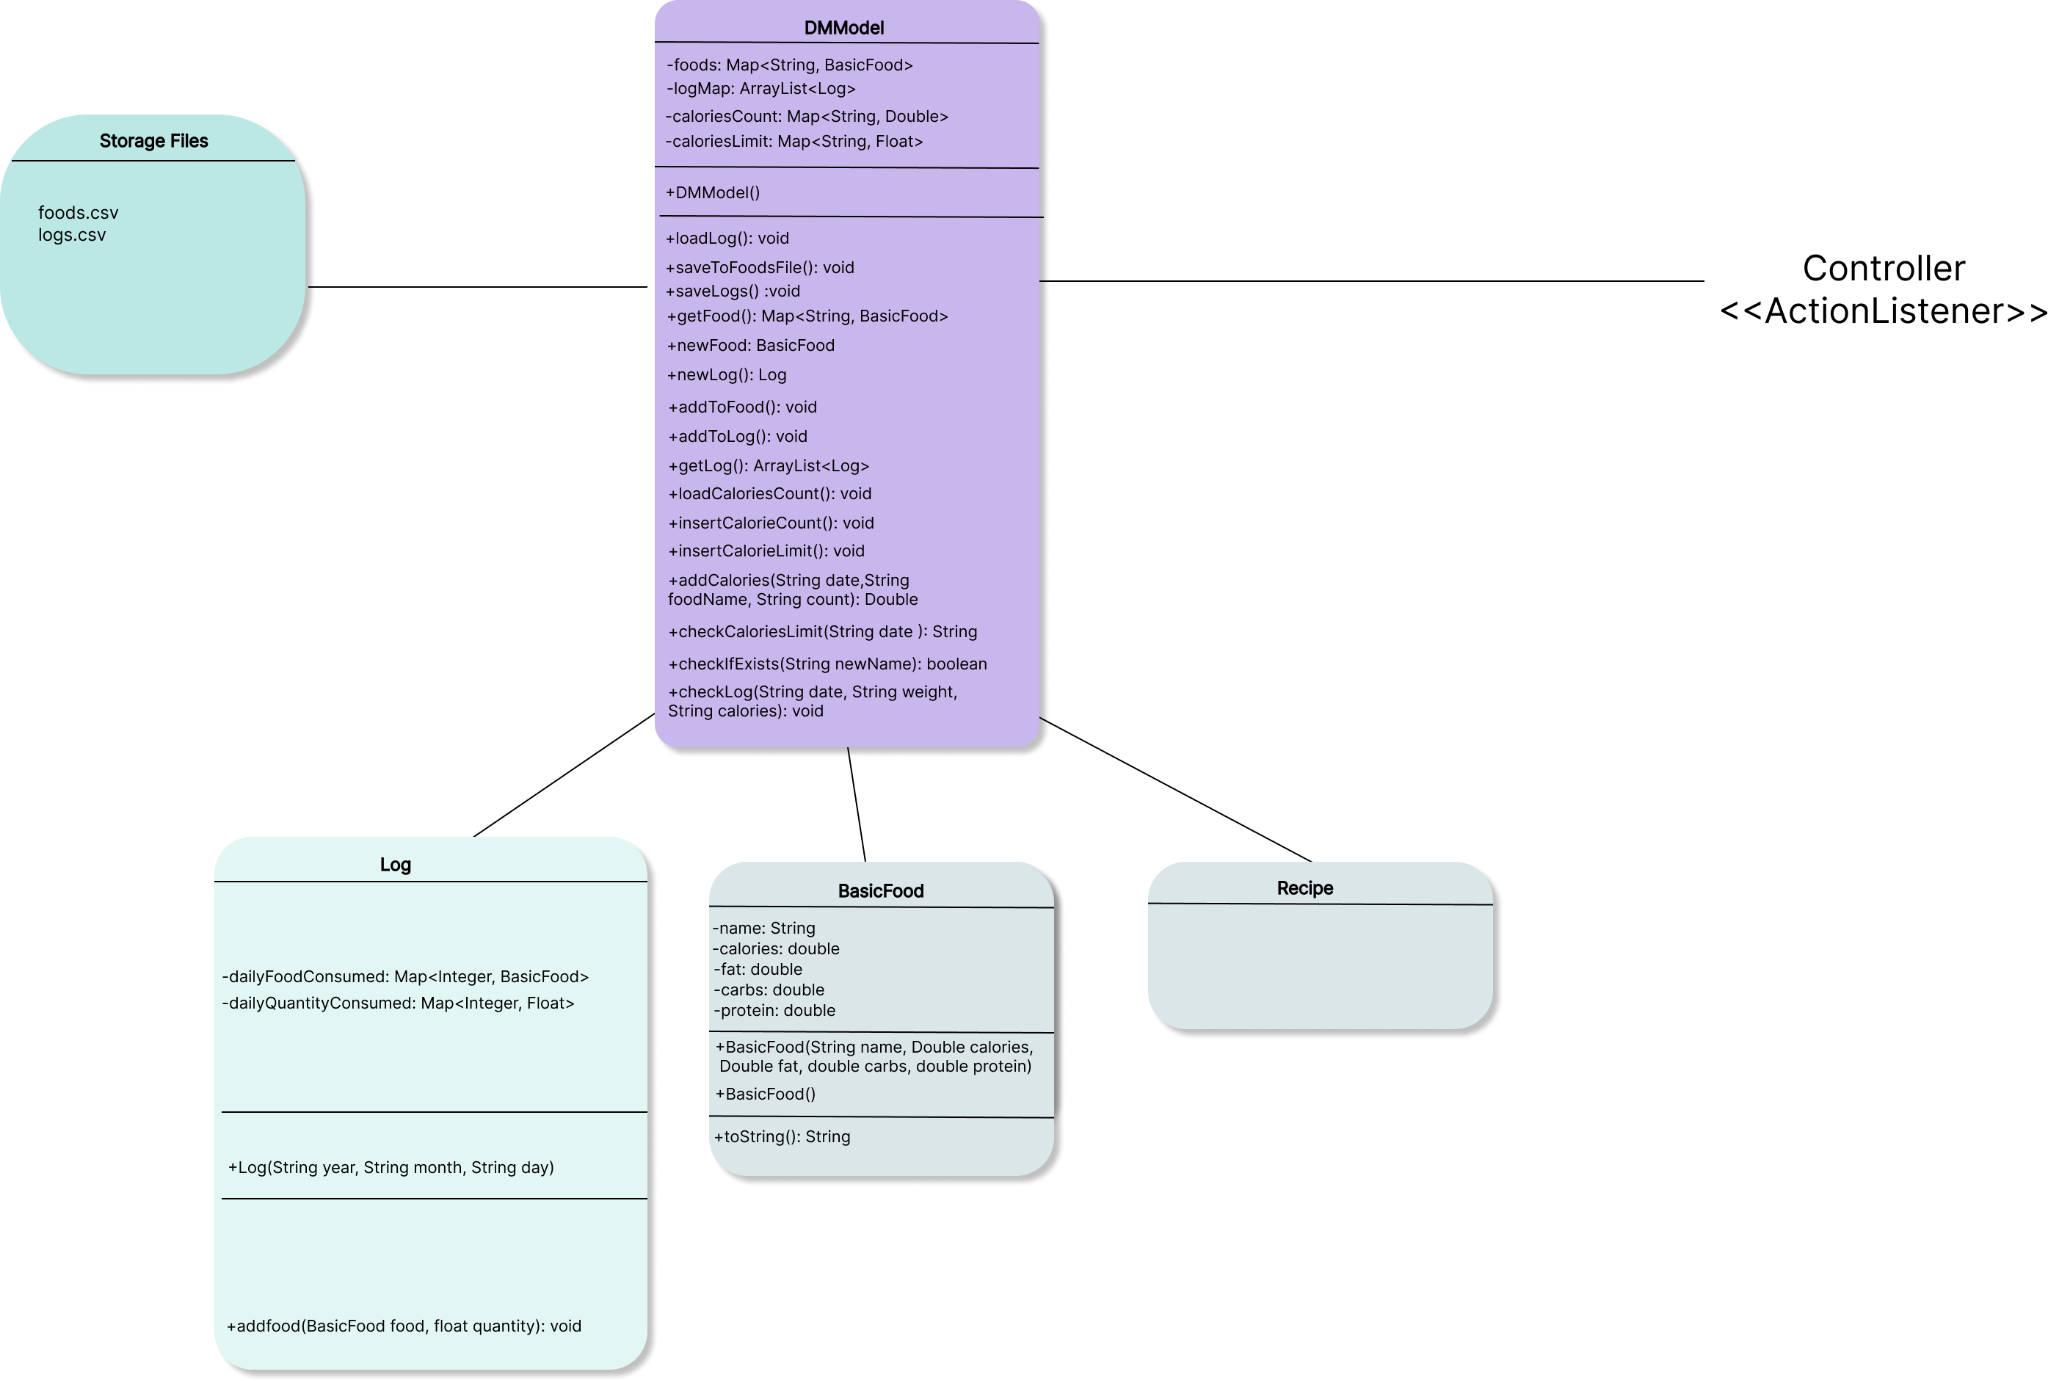 DMModel
-foods: Map<String, BasicFood>
-logMap: ArrayList<Log>
-caloriesCount: Map<String, Double>
-caloriesLimit: Map<String, Float>
+DMModel()
+loadLog(): void
+saveToFoodsFile(): void
+saveLogs() :void
+getFood(): Map<String, BasicFood>
+newFood: BasicFood
+newLog(): Log
+addToFood(): void
+addToLog(): void
+getLog(): ArrayList<Log>
+loadCaloriesCount(): void
+insertCalorieCount(): void
+insertCalorieLimit(): void
+addCalories(String date,String
foodName, String count): Double
+checkCaloriesLimit(String date ): String
+checkIfExists(String newName): boolean
+checkLog(String date, String weight,
String calories): void
Storage Files
foods.csv
logs.csv
Controller
<<ActionListener>>
Log
-dailyFoodConsumed: Map<Integer, BasicFood>
-dailyQuantityConsumed: Map<Integer, Float>
+Log(String year, String month, String day)
+addfood(BasicFood food, float quantity): void
BasicFood
-name: String
-calories: double
-fat: double
-carbs: double
-protein: double
+BasicFood(String name, Double calories,
Double fat, double carbs, double protein)
+BasicFood()
+toString(): String
Recipe